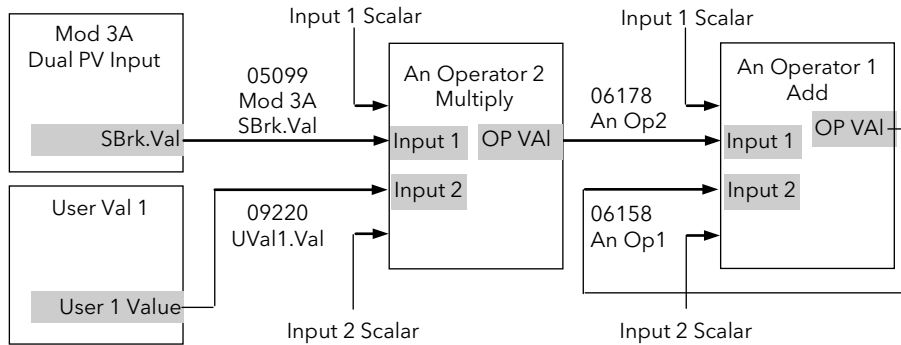 Input 1 Scalar
Input 1 Scalar
Mod 3A
Dual PV Input
SBrk.Val
05099
Mod 3A
SBrk.Val
An Operator 2
Multiply
Input 1
OP VAl
Input 2
06178
An Op2
An Operator 1
Add
Input 1
OP VAl
Input 2
User Val 1
User 1 Value
09220
UVal1.Val
06158
An Op1
Input 2 Scalar
Input 2 Scalar